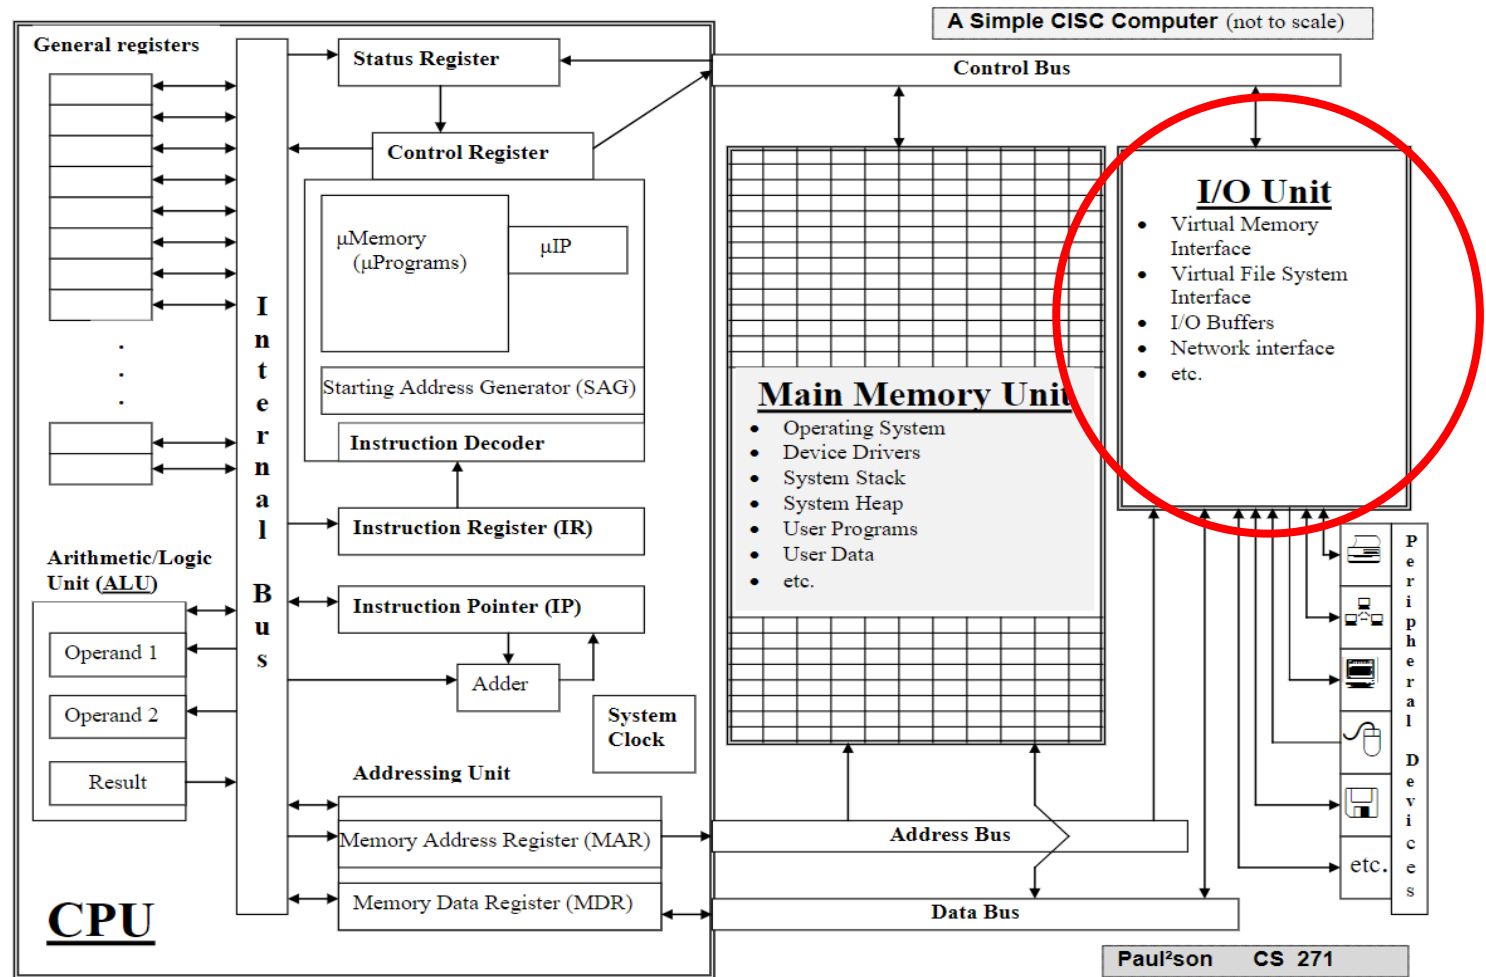 A Simple CISC Computer (not to scale)
General registers
Status Register
Control Bus
Control Register
μMemory
(μPrograms)
μIP
Starting Address Generator (SAG)
Instruction Decoder
Instruction Register (IR)
Instruction Pointer (IP)
Adder
System
Clock
Internal Bus
.
.
.
Arithmetic/Logic
Unit (ALU)
Operand 1
Operand 2
Result
Addressing Unit
Memory Address Register (MAR)
Memory Data Register (MDR)
CPU
Main Memory Unit
• Operating System
• Device Drivers
• System Stack
• System Heap
• User Programs
• User Data
• etc.
I/O Unit
• Virtual Memory
Interface
• Virtual File System
Interface
• I/O Buffers
• Network interface
• etc.
Address Bus
Data Bus
etc.
Peripheral Devices
Paul²son CS 271